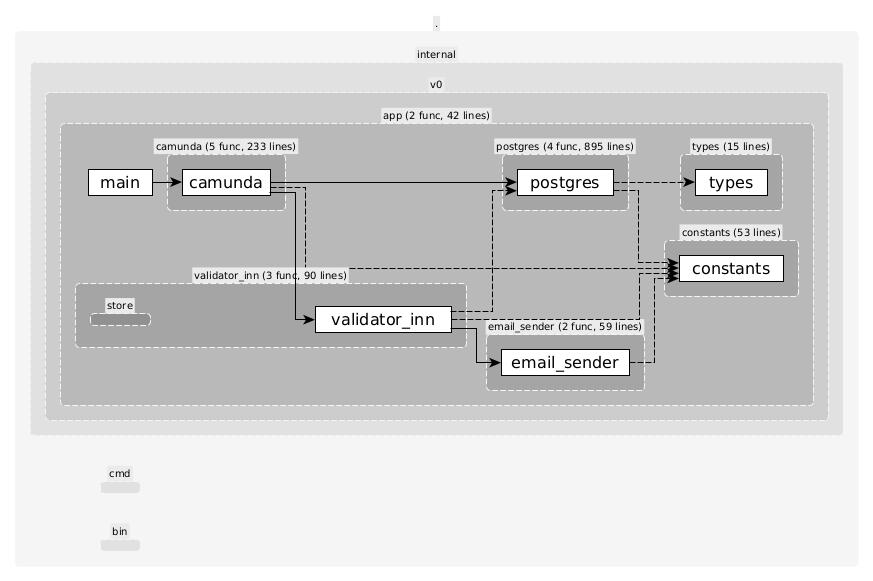 .
internal
v0
app (2 func, 42 lines)
camunda (5 func, 233 lines)
postgres (4 func, 895 lines)
types (15 lines)
main
camunda
postgres
types
constants (53 lines)
constants
validator_inn (3 func, 90 lines)
store
validator_inn
email_sender (2 func, 59 lines)
email_sender
cmd
bin